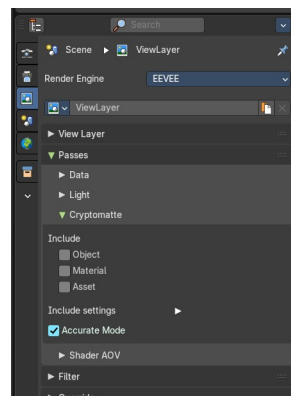 Search
Scene ViewLayer
Render Engine EEVEE
ViewLayer
View Layer
Passes
Data
Light
Cryptomatte
Include
Object
Material
Asset
Include settings
Accurate Mode
Shader AOV
Filter